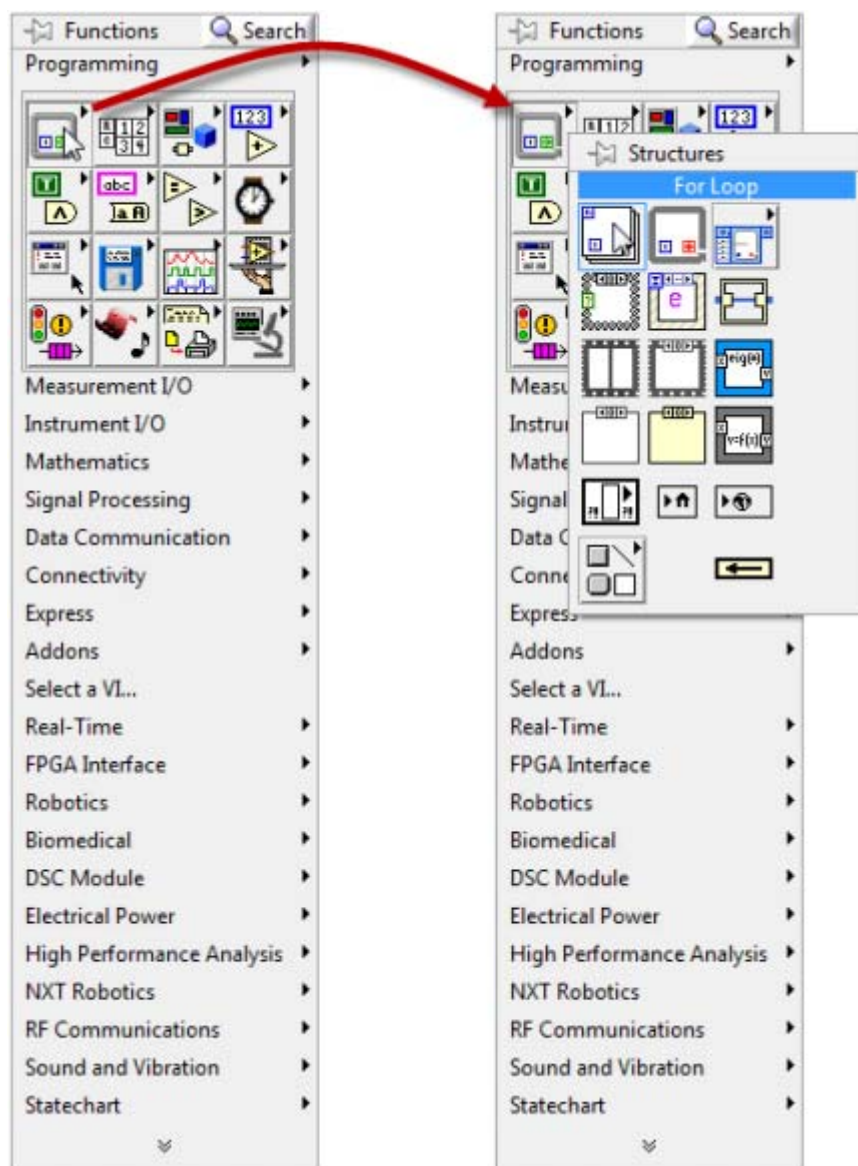 Functions Search
Programming
123
abc
Measurement I/O
Instrument I/O
Mathematics
Signal Processing
Data Communication
Connectivity
Express
Addons
Select a VI...
Real-Time
FPGA Interface
Robotics
Biomedical
DSC Module
Electrical Power
High Performance Analysis
NXT Robotics
RF Communications
Sound and Vibration
Statechart
Functions Search
Programming
123
Structures
For Loop
e
eig(a)
v=f(x)
Measu
Instru
Mathe
Signal
Data C
Conne
Express
Addons
Select a VI...
Real-Time
FPGA Interface
Robotics
Biomedical
DSC Module
Electrical Power
High Performance Analysis
NXT Robotics
RF Communications
Sound and Vibration
Statechart